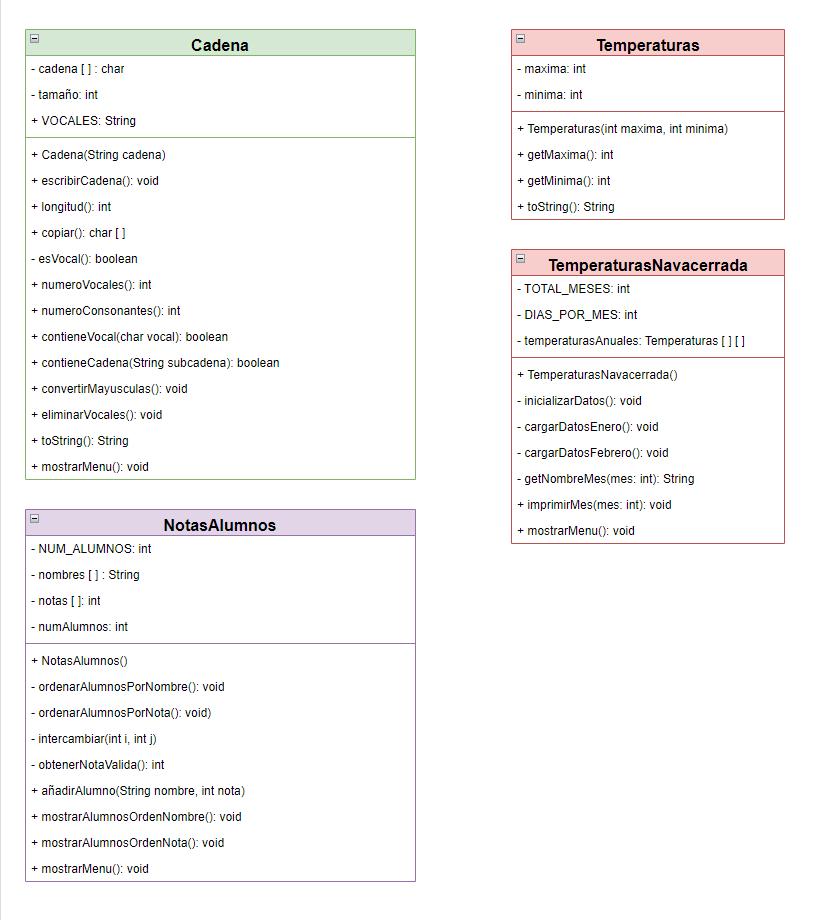 Cadena
- cadena [ ] : char
- tamaño: int
+ VOCALES: String
+ Cadena(String cadena)
+ escribirCadena(): void
+ longitud(): int
+ copiar(): char [ ]
- esVocal(): boolean
+ numeroVocales(): int
+ numeroConsonantes(): int
+ contieneVocal(char vocal): boolean
+ contieneCadena(String subcadena): boolean
+ convertirMayusculas(): void
+ eliminarVocales(): void
+ toString(): String
+ mostrarMenu(): void
NotasAlumnos
- NUM_ALUMNOS: int
- nombres [ ] : String
- notas [ ]: int
- numAlumnos: int
+ NotasAlumnos()
- ordenarAlumnosPorNombre(): void
- ordenarAlumnosPorNota(): void)
- intercambiar(int i, int j)
- obtenerNotaValida(): int
+ añadirAlumno(String nombre, int nota)
+ mostrarAlumnosOrdenNombre(): void
+ mostrarAlumnosOrdenNota(): void
+ mostrarMenu(): void
Temperaturas
- maxima: int
- minima: int
+ Temperaturas(int maxima, int minima)
+ getMaxima(): int
+ getMinima(): int
+ toString(): String
TemperaturasNavacerrada
- TOTAL_MESES: int
- DIAS_POR_MES: int
- temperaturasAnuales: Temperaturas [ ] [ ]
+ TemperaturasNavacerrada()
- inicializarDatos(): void
- cargarDatosEnero(): void
- cargarDatosFebrero(): void
- getNombreMes(mes: int): String
+ imprimirMes(mes: int): void
+ mostrarMenu(): void